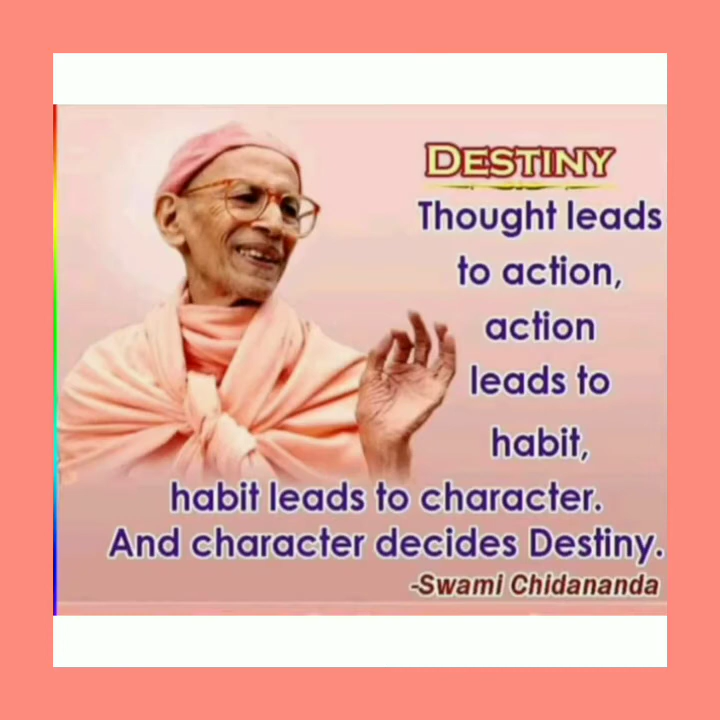 DESTINY
Thought leads
to action,
action
leads to
habit,
habit leads to character.
And character decides Destiny.
-Swami Chidananda